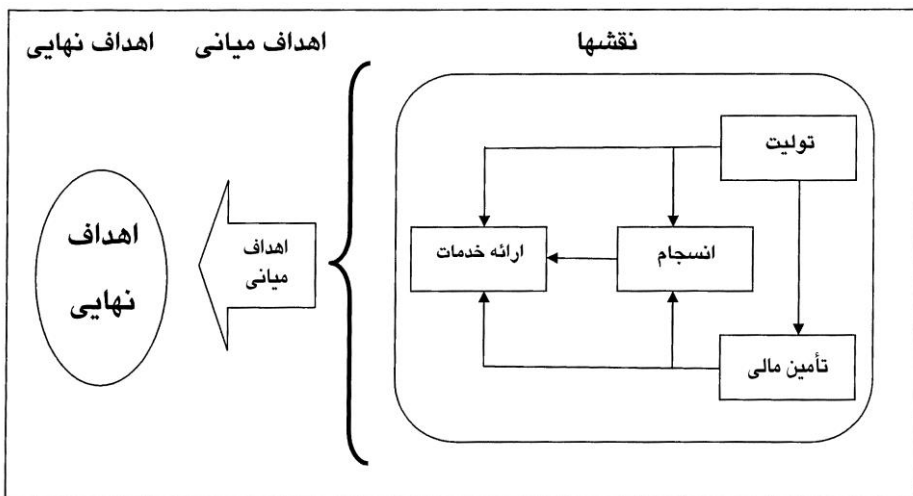 نقشها
اهداف میانی
اهداف نهایی
تولیت
انسجام
ارائه خدمات
تأمین مالی
اهداف
میانی
اهداف
نهایی